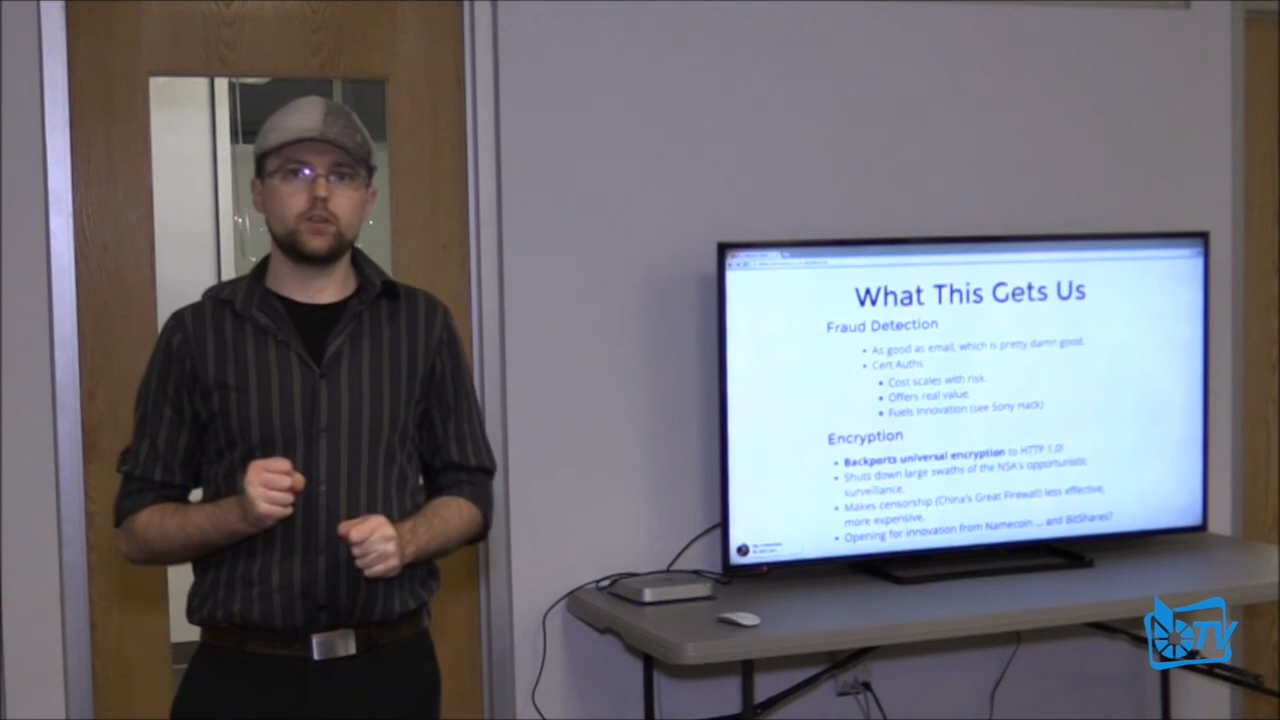 What This Gets Us
Fraud Detection
• As good as email, which is pretty damn good.
• Cert Auths
• Cost scales with risk
• Offers real value.
• Fuels Innovation (see Sony Hack)
Encryption
• Backports universal encryption to HTTP 1.0!
• Shuts down large swaths of the NSA's opportunistic
surveillance.
• Makes censorship (China's Great Firewall) less effective,
more expensive.
• Opening for innovation from Namecoin ... and BitShares?
TV